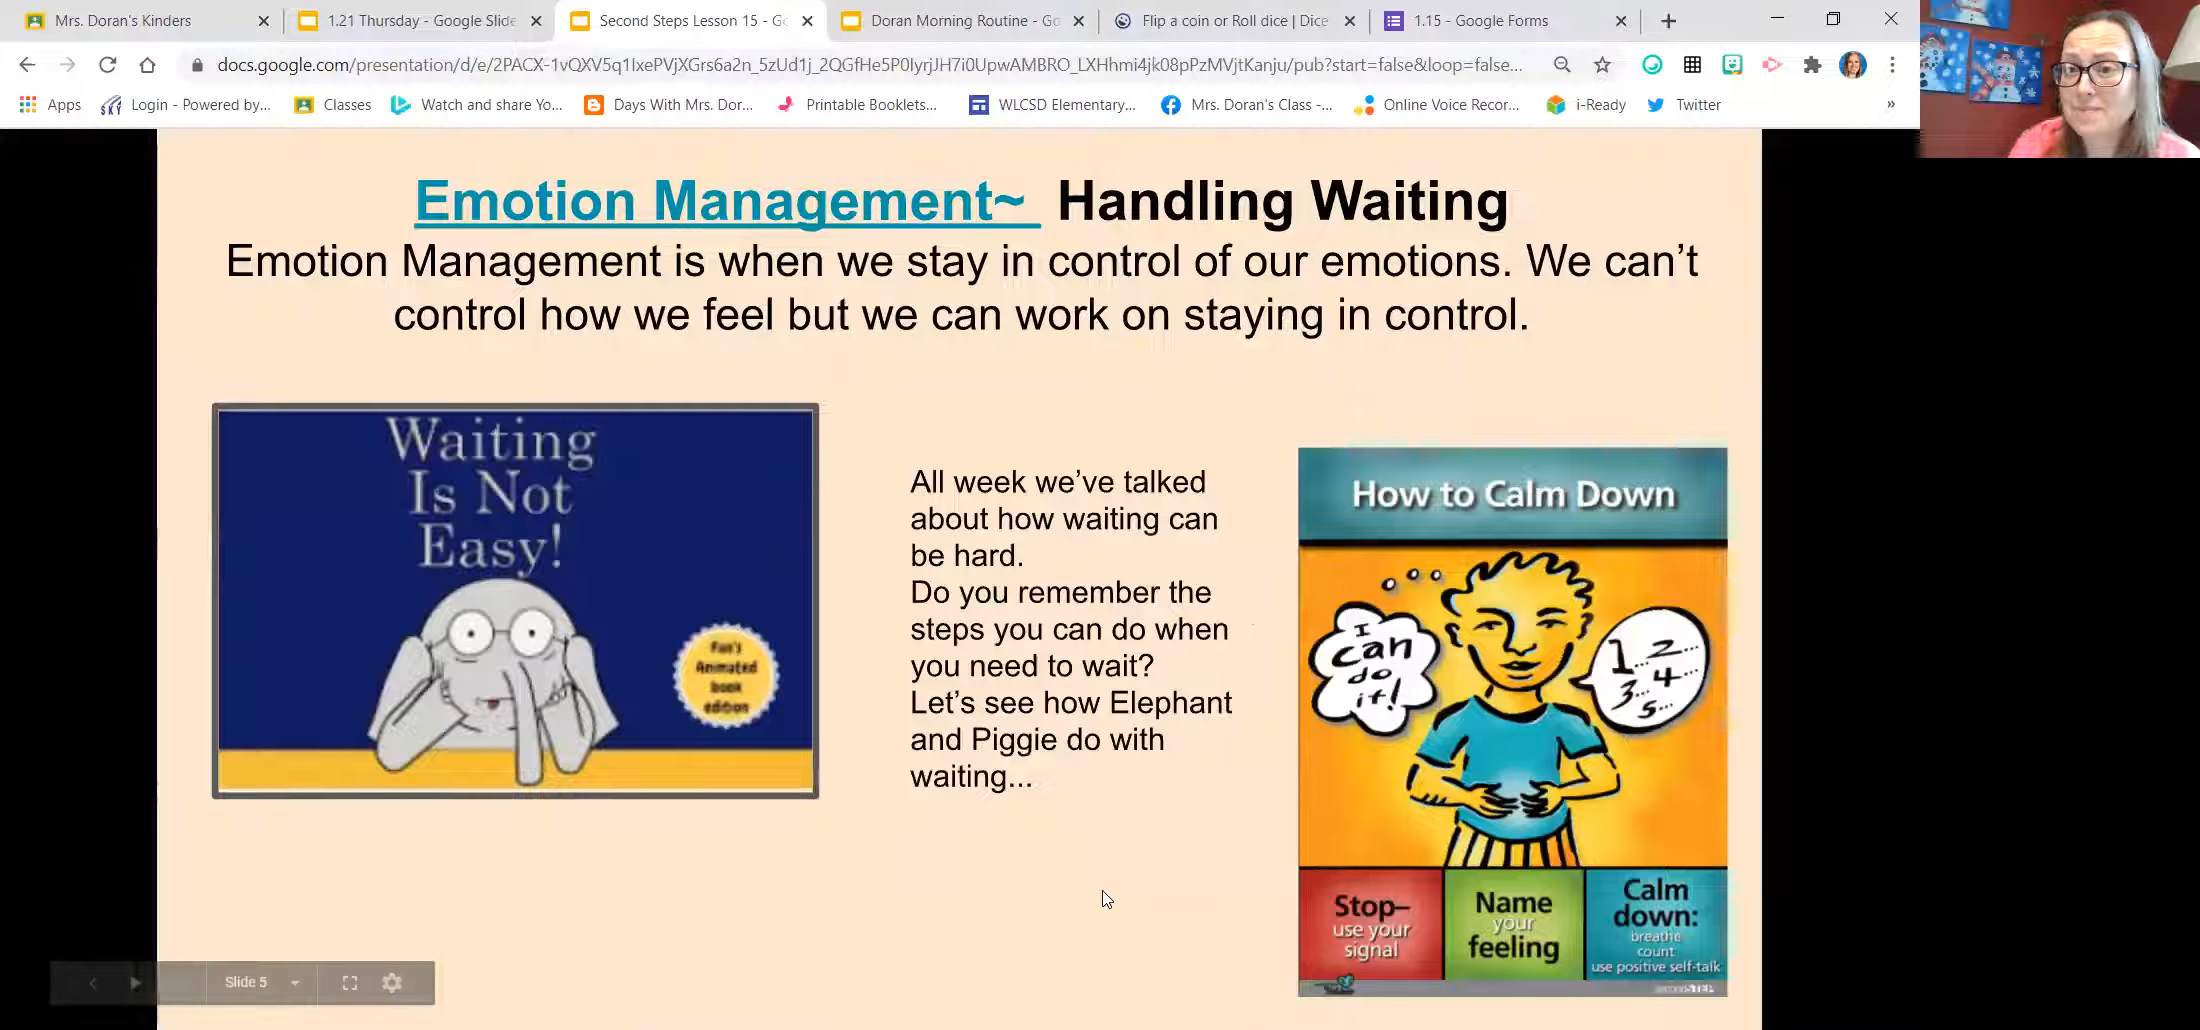 Mrs. Doran's Kinders
1.21 Thursday - Google Slide
Second Steps Lesson 15 - Go
Doran Morning Routine - Go
Flip a coin or Roll dice | Dice
1.15 - Google Forms
docs.google.com/presentation/d/e/2PACX-1vQXV5q1IxePVjXGrs6a2n_5zUd1j_2QGfHe5P0IyrjJH7i0UpwAMBRO_LXHhmi4jk08pPzMVjtKanju/pub?start=false&loop=false...
Apps
Login - Powered by...
Classes
Watch and share Yo...
Days With Mrs. Dor...
Printable Booklets...
WLCSD Elementary...
Mrs. Doran's Class -...
Online Voice Recor...
i-Ready
Twitter
»
Emotion Management~ Handling Waiting
Emotion Management is when we stay in control of our emotions. We can't
control how we feel but we can work on staying in control.
Waiting
Is Not
Easy!
Fan's
Animated
book
edition
All week we've talked
about how waiting can
be hard.
Do you remember the
steps you can do when
you need to wait?
Let's see how Elephant
and Piggie do with
waiting...
How to Calm Down
I
can
do
it!
1...2...
3...4...
5...
Stop–
use your
signal
Name
your
feeling
Calm
down:
breathe
count
use positive self-talk
Slide 5